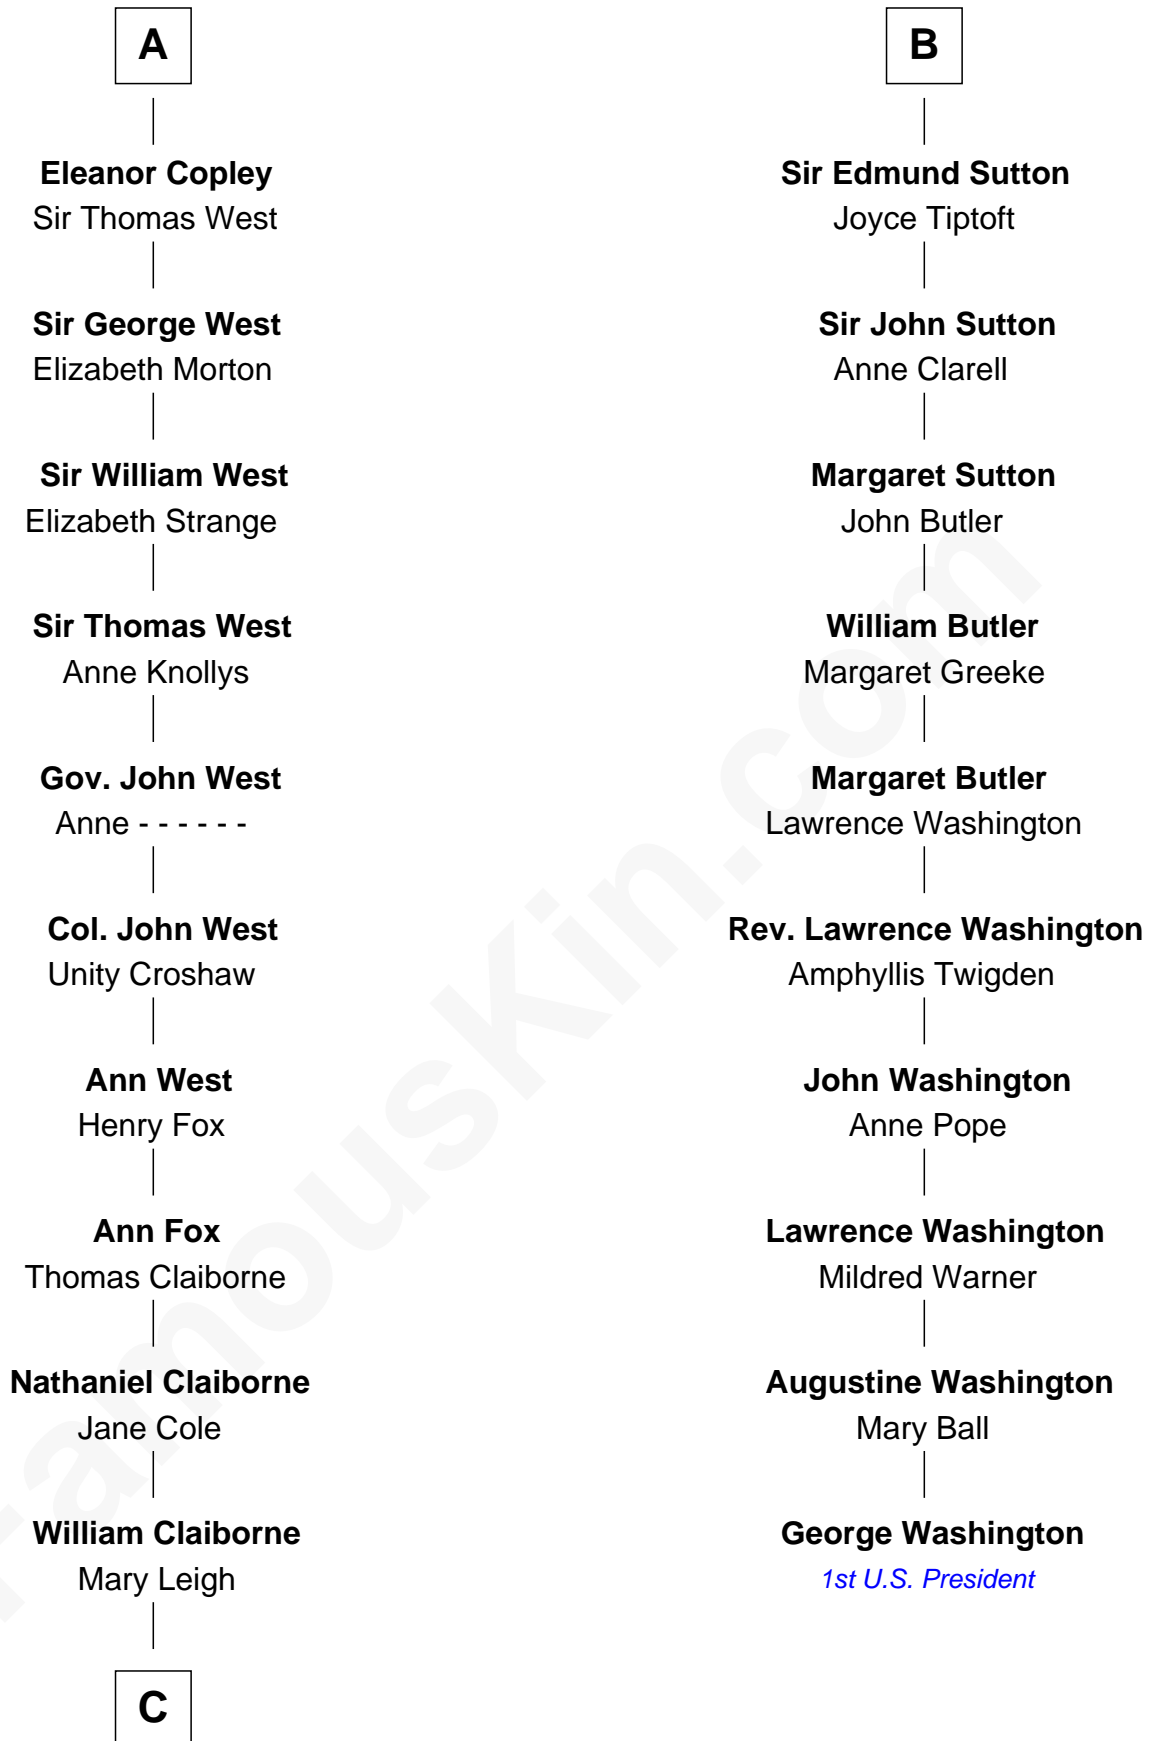 A
Eleanor Copley
Sir Thomas West
Sir George West
Elizabeth Morton
Sir William West
Elizabeth Strange
Sir Thomas West
Anne Knollys
Gov. John West
Anne - - - - - -
Col. John West
Unity Croshaw
Ann West
Henry Fox
Ann Fox
Thomas Claiborne
Nathaniel Claiborne
Jane Cole
William Claiborne
Mary Leigh
C
B
Sir Edmund Sutton
Joyce Tiptoft
Sir John Sutton
Anne Clarell
Margaret Sutton
John Butler
William Butler
Margaret Greeke
Margaret Butler
Lawrence Washington
Rev. Lawrence Washington
Amphyllis Twigden
John Washington
Anne Pope
Lawrence Washington
Mildred Warner
Augustine Washington
Mary Ball
George Washington
1st U.S. President
FamousKin.com